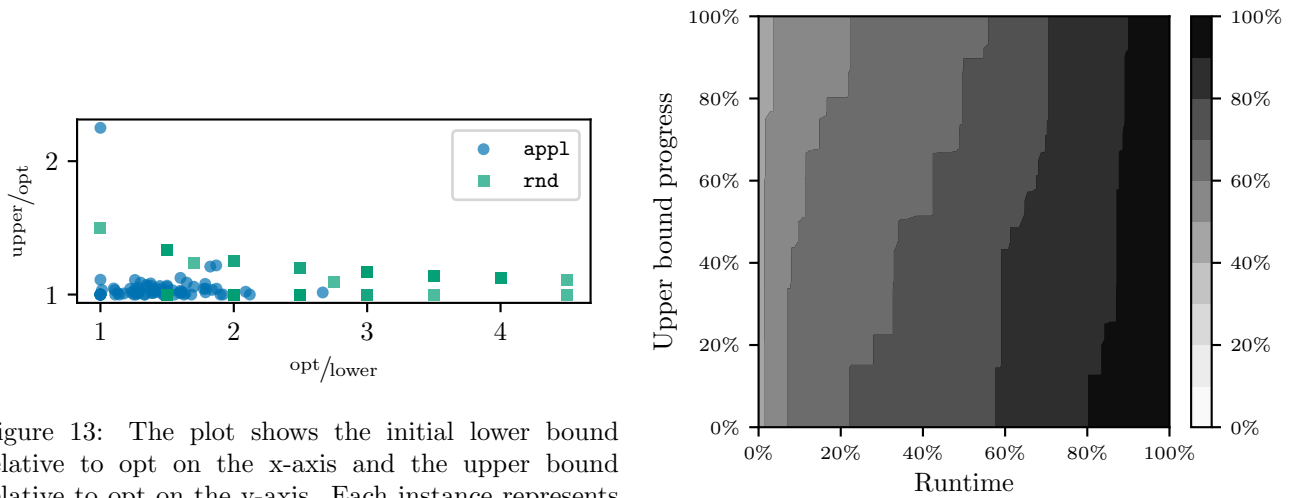 2
1
upper/opt
appl
rnd
1
2
3
4
opt/lower
igure 13: The plot shows the initial lower bound
elative to opt on the x-axis and the upper bound
elative to opt on the y-axis. Each instance represents
100%
80%
60%
40%
20%
0%
Upper bound progress
0%
20%
40%
60%
80%
100%
Runtime
100%
80%
60%
40%
20%
0%